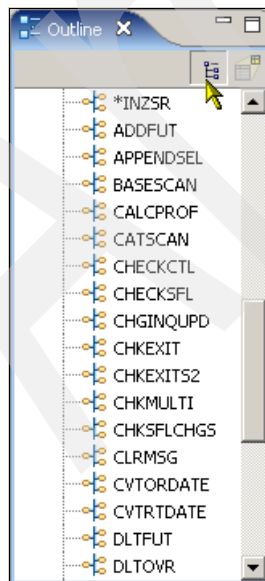 Outline
*INZSR
ADDFUT
APPENDSEL
BASESCAN
CALCPROF
CATSCAN
CHECKCTL
CHECKSFL
CHGINQUPD
CHKEXIT
CHKEXITS2
CHKMULTI
CHKSFLCHGS
CLRMSG
CVTORDATE
CVTRTDATE
DLTFUT
DLTOVR